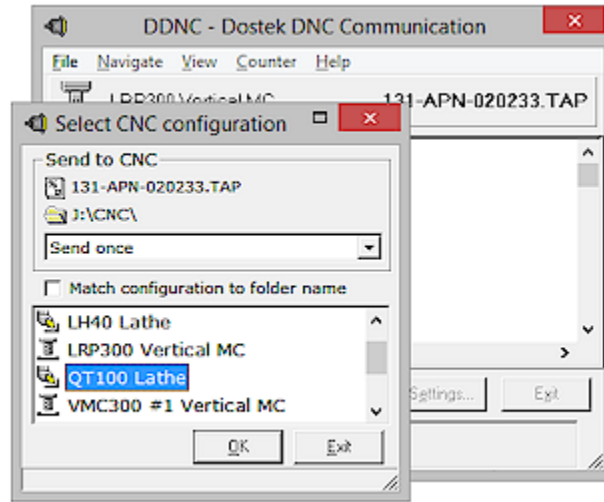 DDNC - Dostek DNC Communication
File Navigate View Counter Help
LRP300 Vertical MC 131-APN-020233.TAP
Select CNC configuration
Send to CNC
131-APN-020233.TAP
J:\CNC\
Send once
Match configuration to folder name
LH40 Lathe
LRP300 Vertical MC
QT100 Lathe
VMC300 #1 Vertical MC
OK Exit
Settings... Exit